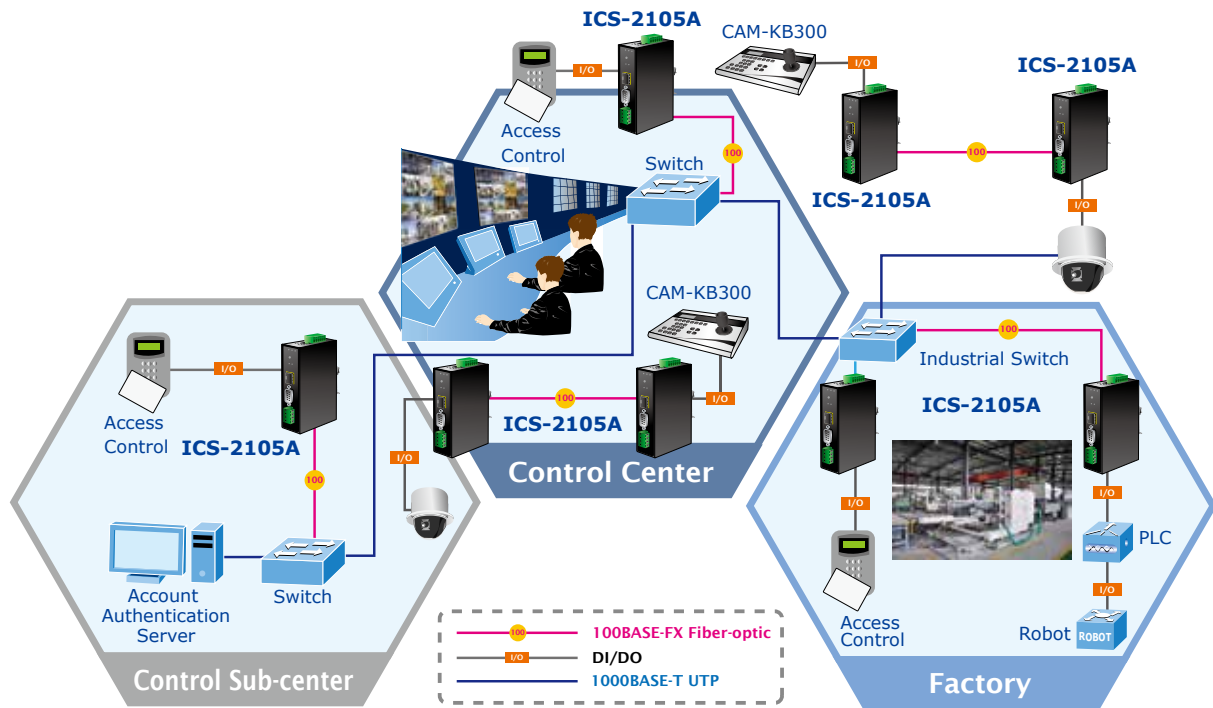 ICS-2105A
CAM-KB300
ICS-2105A
I/O
I/O
I/O
Access
Control
100
Switch
100
ICS-2105A
CAM-KB300
I/O
100
ICS-2105A
I/O
Control Center
Access
Control
I/O
ICS-2105A
100
Account
Authentication
Server
Switch
Control Sub-center
100
Industrial Switch
ICS-2105A
I/O
I/O
PLC
I/O
Access
Control
Robot
ROBOT
Factory
100
100BASE-FX Fiber-optic
I/O
DI/DO
1000BASE-T UTP